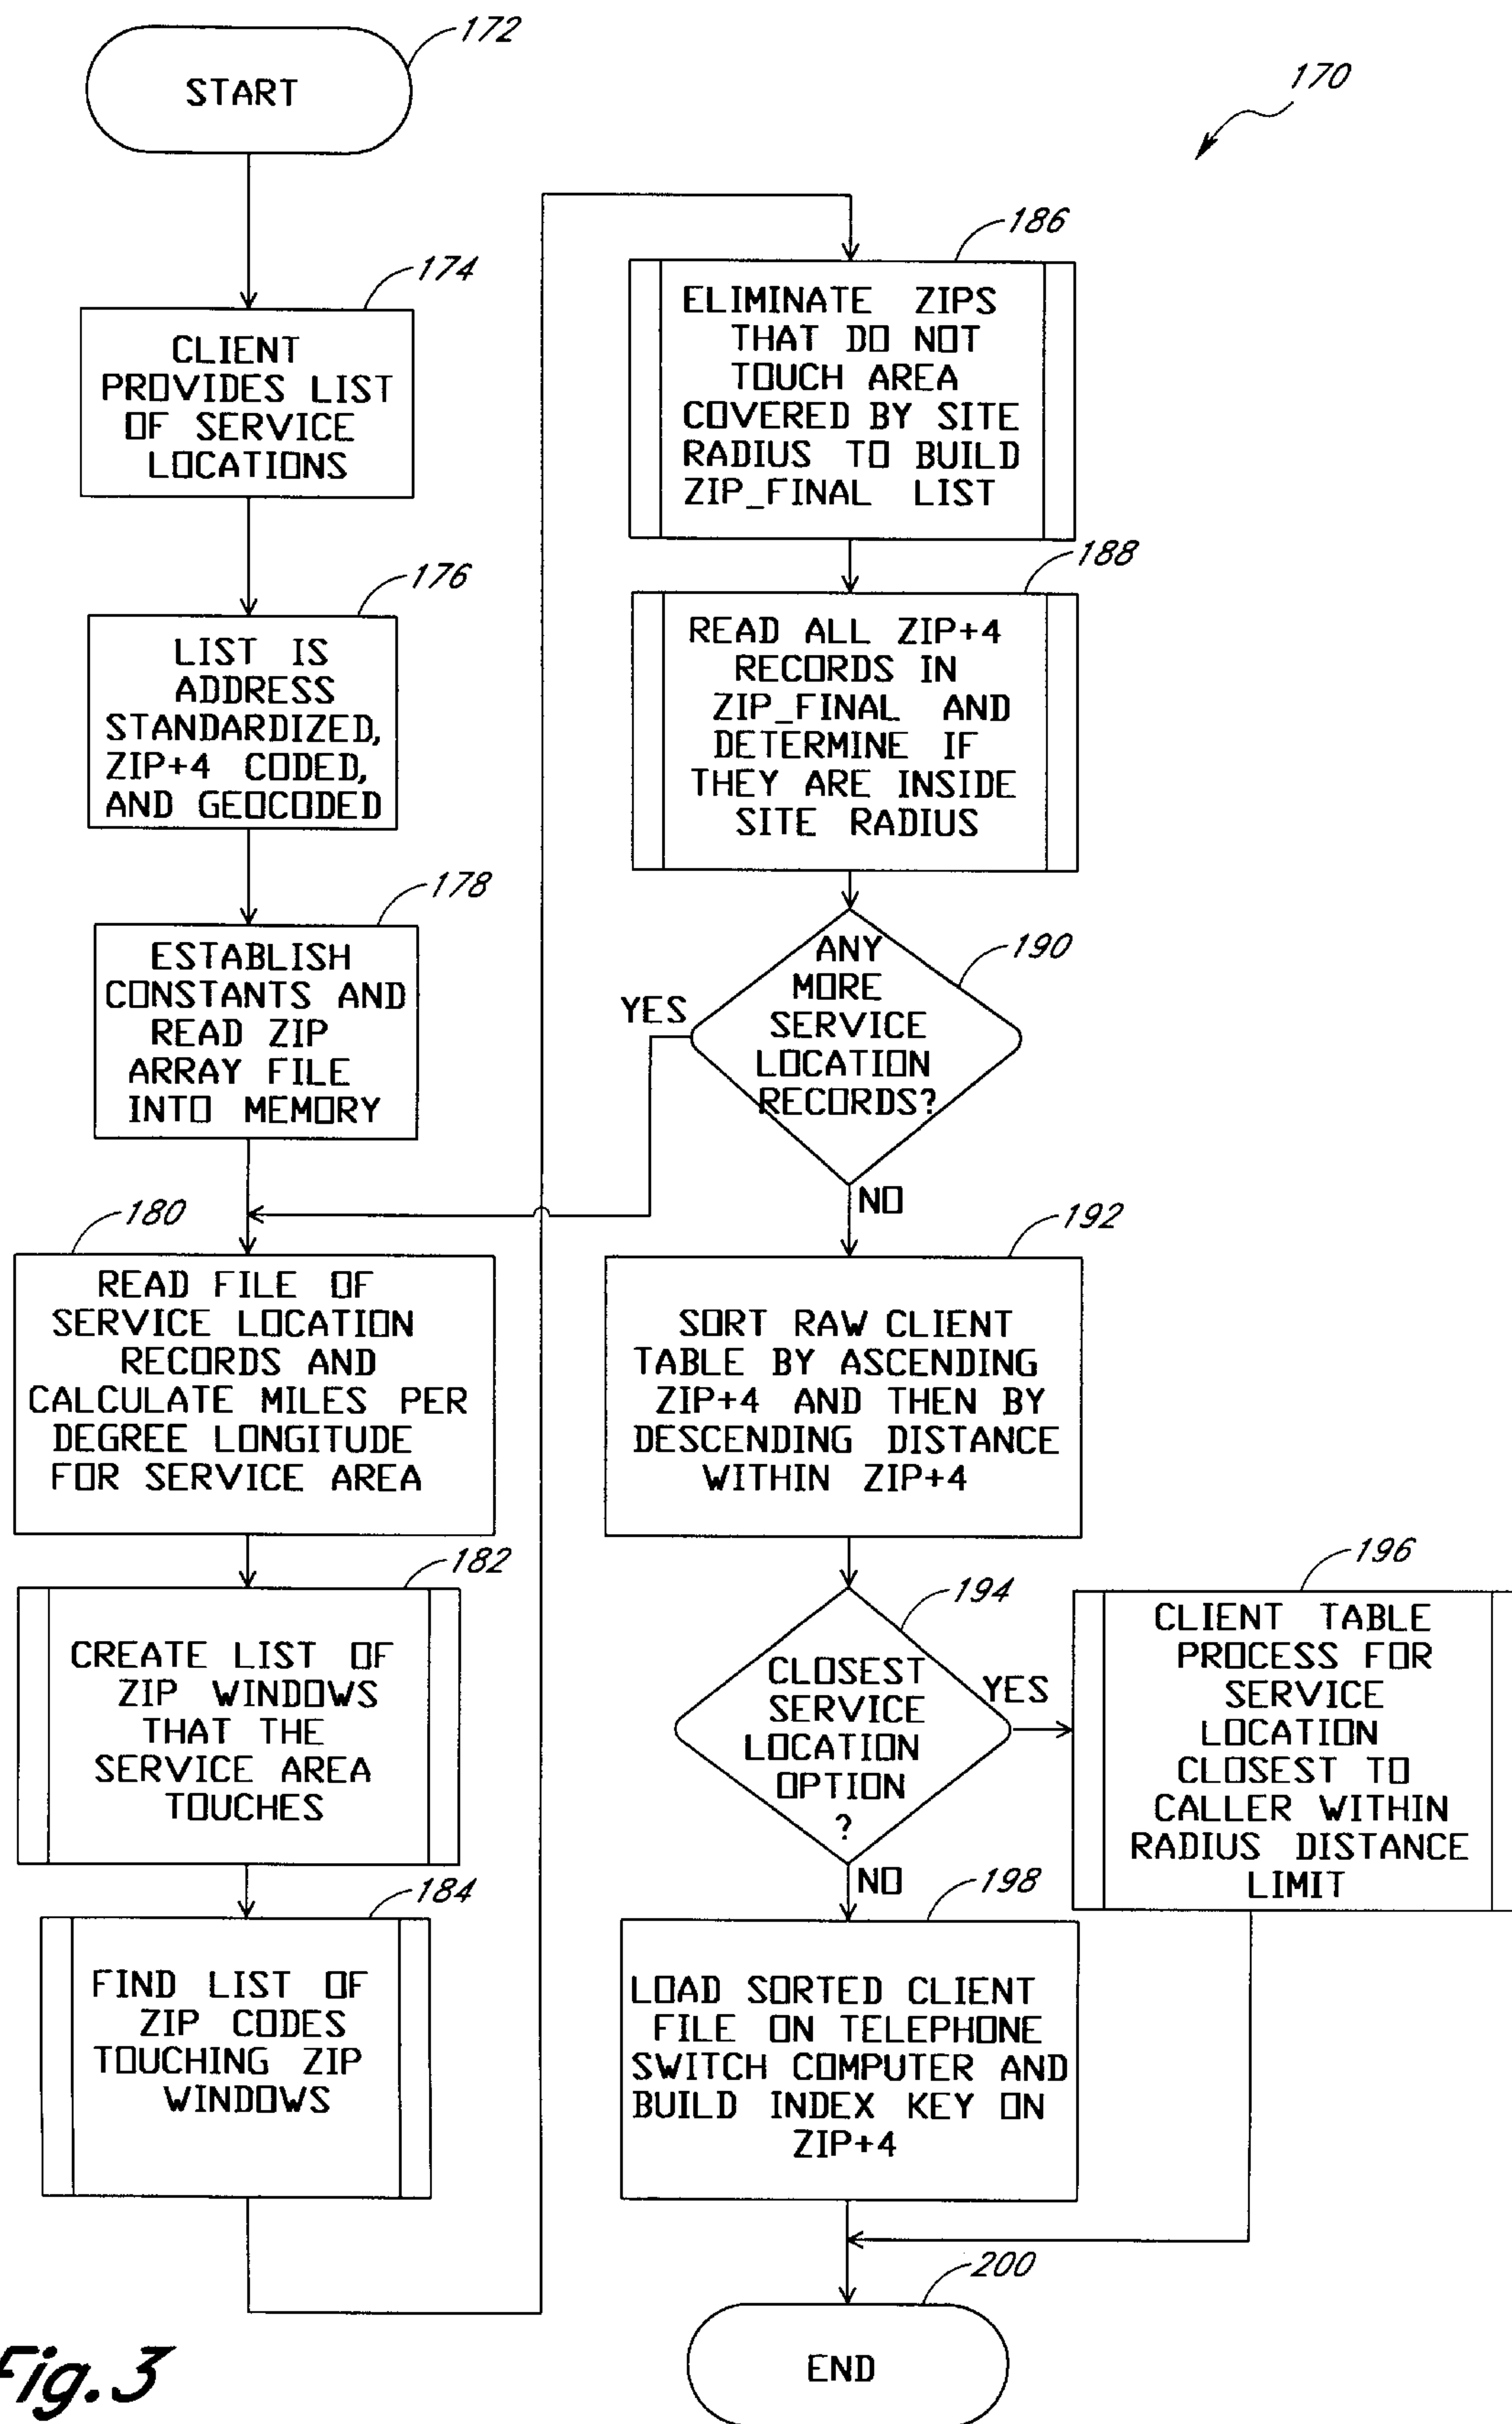 172
START
170
174
CLIENT
PROVIDES LIST
OF SERVICE
LOCATIONS
176
LIST IS
ADDRESS
STANDARDIZED,
ZIP+4 CODED,
AND GEOCODED
178
ESTABLISH
CONSTANTS AND
READ ZIP
ARRAY FILE
INTO MEMORY
180
READ FILE OF
SERVICE LOCATION
RECORDS AND
CALCULATE MILES PER
DEGREE LONGITUDE
FOR SERVICE AREA
182
CREATE LIST OF
ZIP WINDOWS
THAT THE
SERVICE AREA
TOUCHES
184
FIND LIST OF
ZIP CODES
TOUCHING ZIP
WINDOWS
186
ELIMINATE ZIPS
THAT DO NOT
TOUCH AREA
COVERED BY SITE
RADIUS TO BUILD
ZIP_FINAL LIST
188
READ ALL ZIP+4
RECORDS IN
ZIP_FINAL AND
DETERMINE IF
THEY ARE INSIDE
SITE RADIUS
190
ANY
MORE
SERVICE
LOCATION
RECORDS?
YES
NO
192
SORT RAW CLIENT
TABLE BY ASCENDING
ZIP+4 AND THEN BY
DESCENDING DISTANCE
WITHIN ZIP+4
194
CLOSEST
SERVICE
LOCATION
OPTION
?
YES
NO
196
CLIENT TABLE
PROCESS FOR
SERVICE
LOCATION
CLOSEST TO
CALLER WITHIN
RADIUS DISTANCE
LIMIT
198
LOAD SORTED CLIENT
FILE ON TELEPHONE
SWITCH COMPUTER AND
BUILD INDEX KEY ON
ZIP+4
200
END
Fig. 3